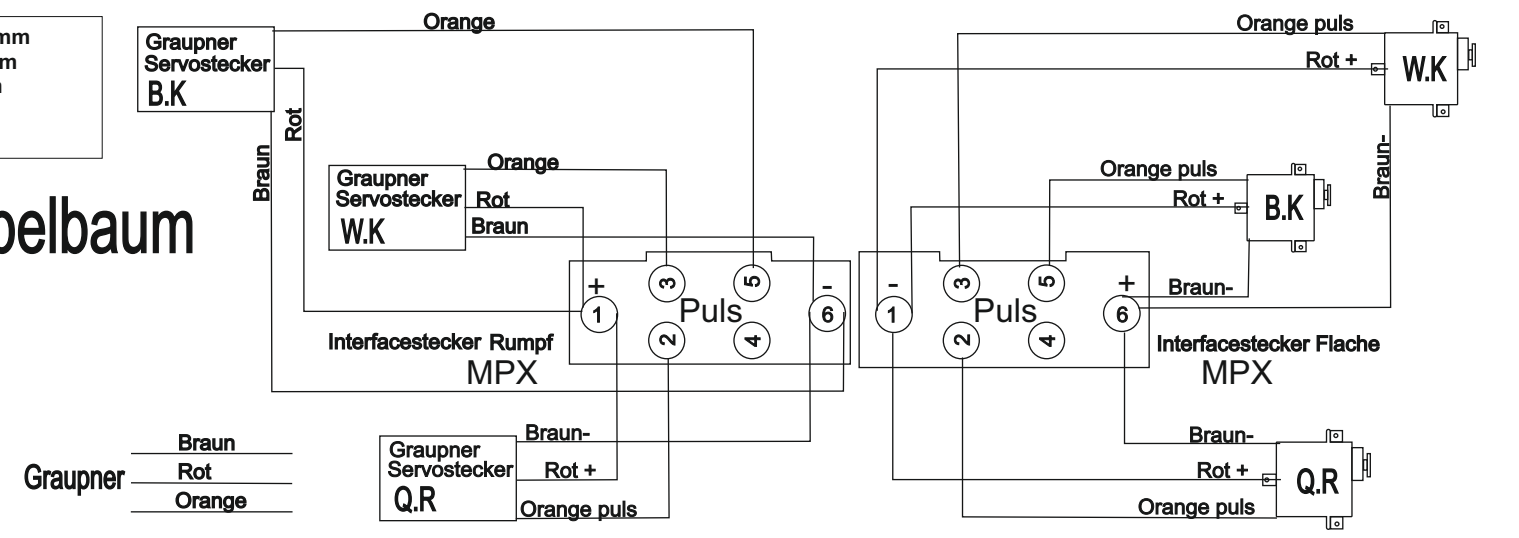 mm
m
belbaum
Graupner
Servostecker
B.K
Orange
Rot
Braun
Graupner
Servostecker
W.K
Orange
Rot
Braun
+
1
3
5
Puls
2
4
-
6
Interfacestecker Rumpf
MPX
Graupner
Servostecker
Q.R
Braun-
Rot +
Orange puls
Graupner
Braun
Rot
Orange
Orange puls
Rot +
W.K
Braun-
Orange puls
Rot +
B.K
Braun-
-
1
3
5
Puls
2
4
+
6
Interfacestecker Flache
MPX
Braun-
Rot +
Orange puls
Q.R